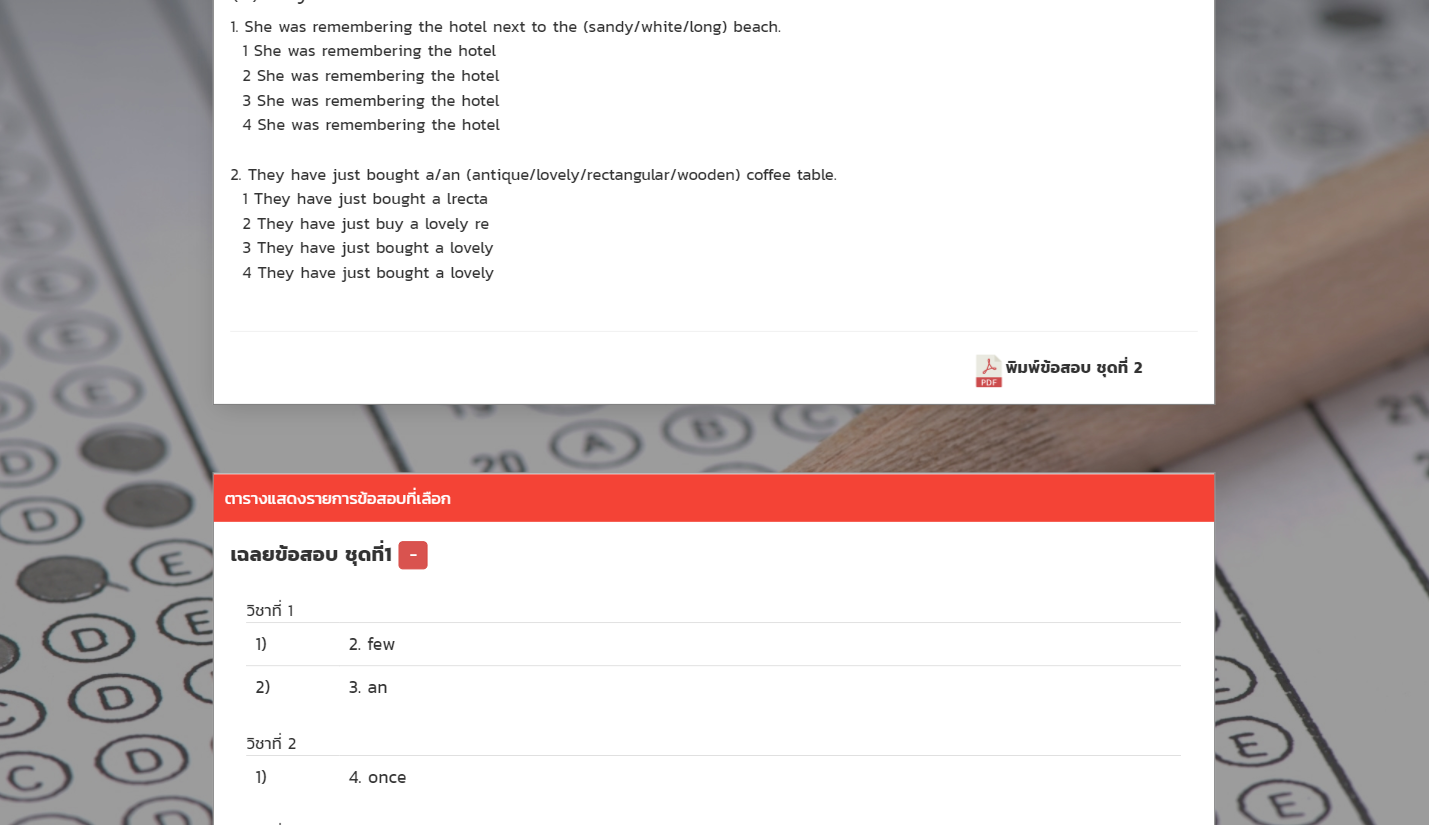 1. She was remembering the hotel next to the (sandy/white/long) beach.
1 She was remembering the hotel
2 She was remembering the hotel
3 She was remembering the hotel
4 She was remembering the hotel
2. They have just bought a/an (antique/lovely/rectangular/wooden) coffee table.
1 They have just bought a lrecta
2 They have just buy a lovely re
3 They have just bought a lovely
4 They have just bought a lovely
PDF พิมพ์ข้อสอบ ชุดที่ 2
20 A B C
ตารางแสดงรายการข้อสอบที่เลือก
เฉลยข้อสอบ ชุดที่1 -
วิชาที่ 1
1) 2. few
2) 3. an
วิชาที่ 2
1) 4. once